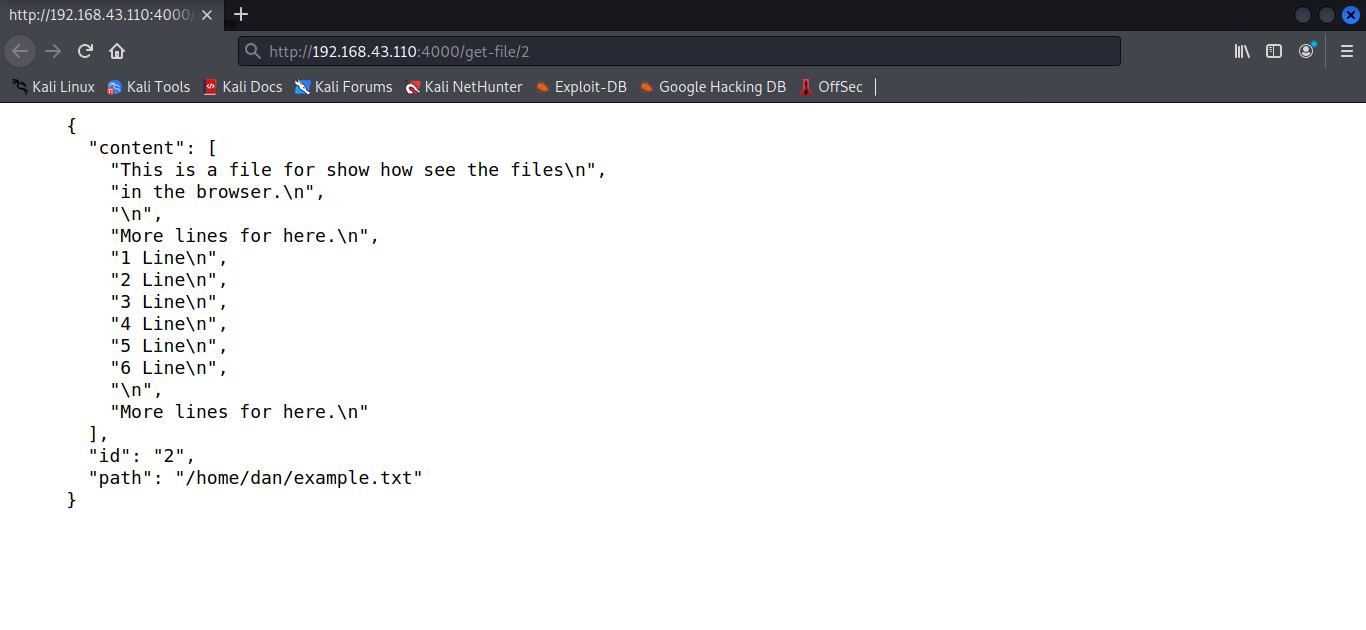 http://192.168.43.110:4000/
http://192.168.43.110:4000/get-file/2
Kali Linux Kali Tools Kali Docs Kali Forums Kali NetHunter Exploit-DB Google Hacking DB OffSec
{
  "content": [
    "This is a file for show how see the files\n",
    "in the browser.\n",
    "\n",
    "More lines for here.\n",
    "1 Line\n",
    "2 Line\n",
    "3 Line\n",
    "4 Line\n",
    "5 Line\n",
    "6 Line\n",
    "\n",
    "More lines for here.\n"
  ],
  "id": "2",
  "path": "/home/dan/example.txt"
}